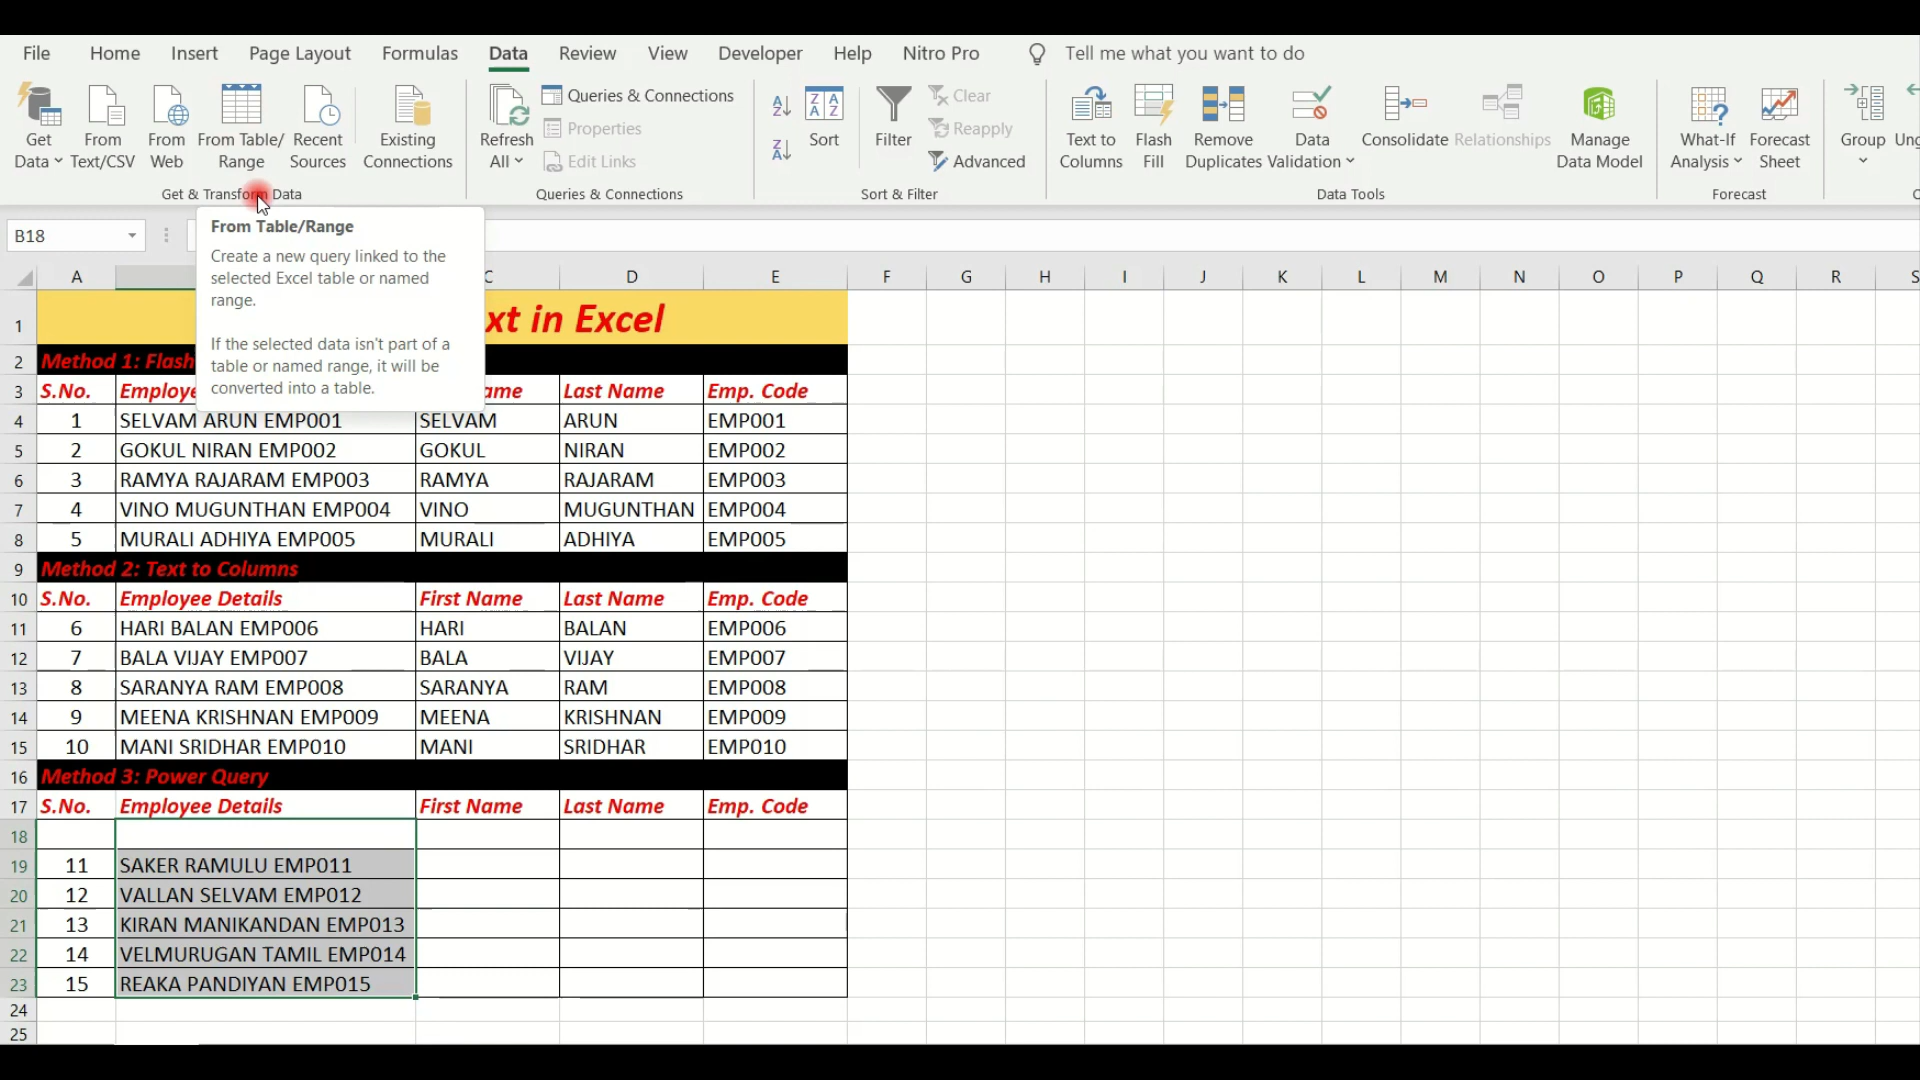 File Home Insert Page Layout Formulas Data Review View Developer Help Nitro Pro Tell me what you want to do
Get Data
From Text/CSV
From Web
From Table/ Range
Recent Sources
Existing Connections
Get & Transform Data
Refresh All
Queries & Connections
Properties
Edit Links
Queries & Connections
Sort
Filter
Clear
Reapply
Advanced
Sort & Filter
Text to Columns
Flash Fill
Remove Duplicates
Data Validation
Consolidate
Relationships
Manage Data Model
Data Tools
What-If Analysis
Forecast Sheet
Forecast
Group
Ung
B18
From Table/Range
Create a new query linked to the
selected Excel table or named
range.
If the selected data isn't part of a
table or named range, it will be
converted into a table.
A C D E F G H I J K L M N O P Q R S
1 xt in Excel
2 Method 1: Flash
3 S.No. Employe ame Last Name Emp. Code
4 1 SELVAM ARUN EMP001 SELVAM ARUN EMP001
5 2 GOKUL NIRAN EMP002 GOKUL NIRAN EMP002
6 3 RAMYA RAJARAM EMP003 RAMYA RAJARAM EMP003
7 4 VINO MUGUNTHAN EMP004 VINO MUGUNTHAN EMP004
8 5 MURALI ADHIYA EMP005 MURALI ADHIYA EMP005
9 Method 2: Text to Columns
10 S.No. Employee Details First Name Last Name Emp. Code
11 6 HARI BALAN EMP006 HARI BALAN EMP006
12 7 BALA VIJAY EMP007 BALA VIJAY EMP007
13 8 SARANYA RAM EMP008 SARANYA RAM EMP008
14 9 MEENA KRISHNAN EMP009 MEENA KRISHNAN EMP009
15 10 MANI SRIDHAR EMP010 MANI SRIDHAR EMP010
16 Method 3: Power Query
17 S.No. Employee Details First Name Last Name Emp. Code
18
19 11 SAKER RAMULU EMP011
20 12 VALLAN SELVAM EMP012
21 13 KIRAN MANIKANDAN EMP013
22 14 VELMURUGAN TAMIL EMP014
23 15 REAKA PANDIYAN EMP015
24
25